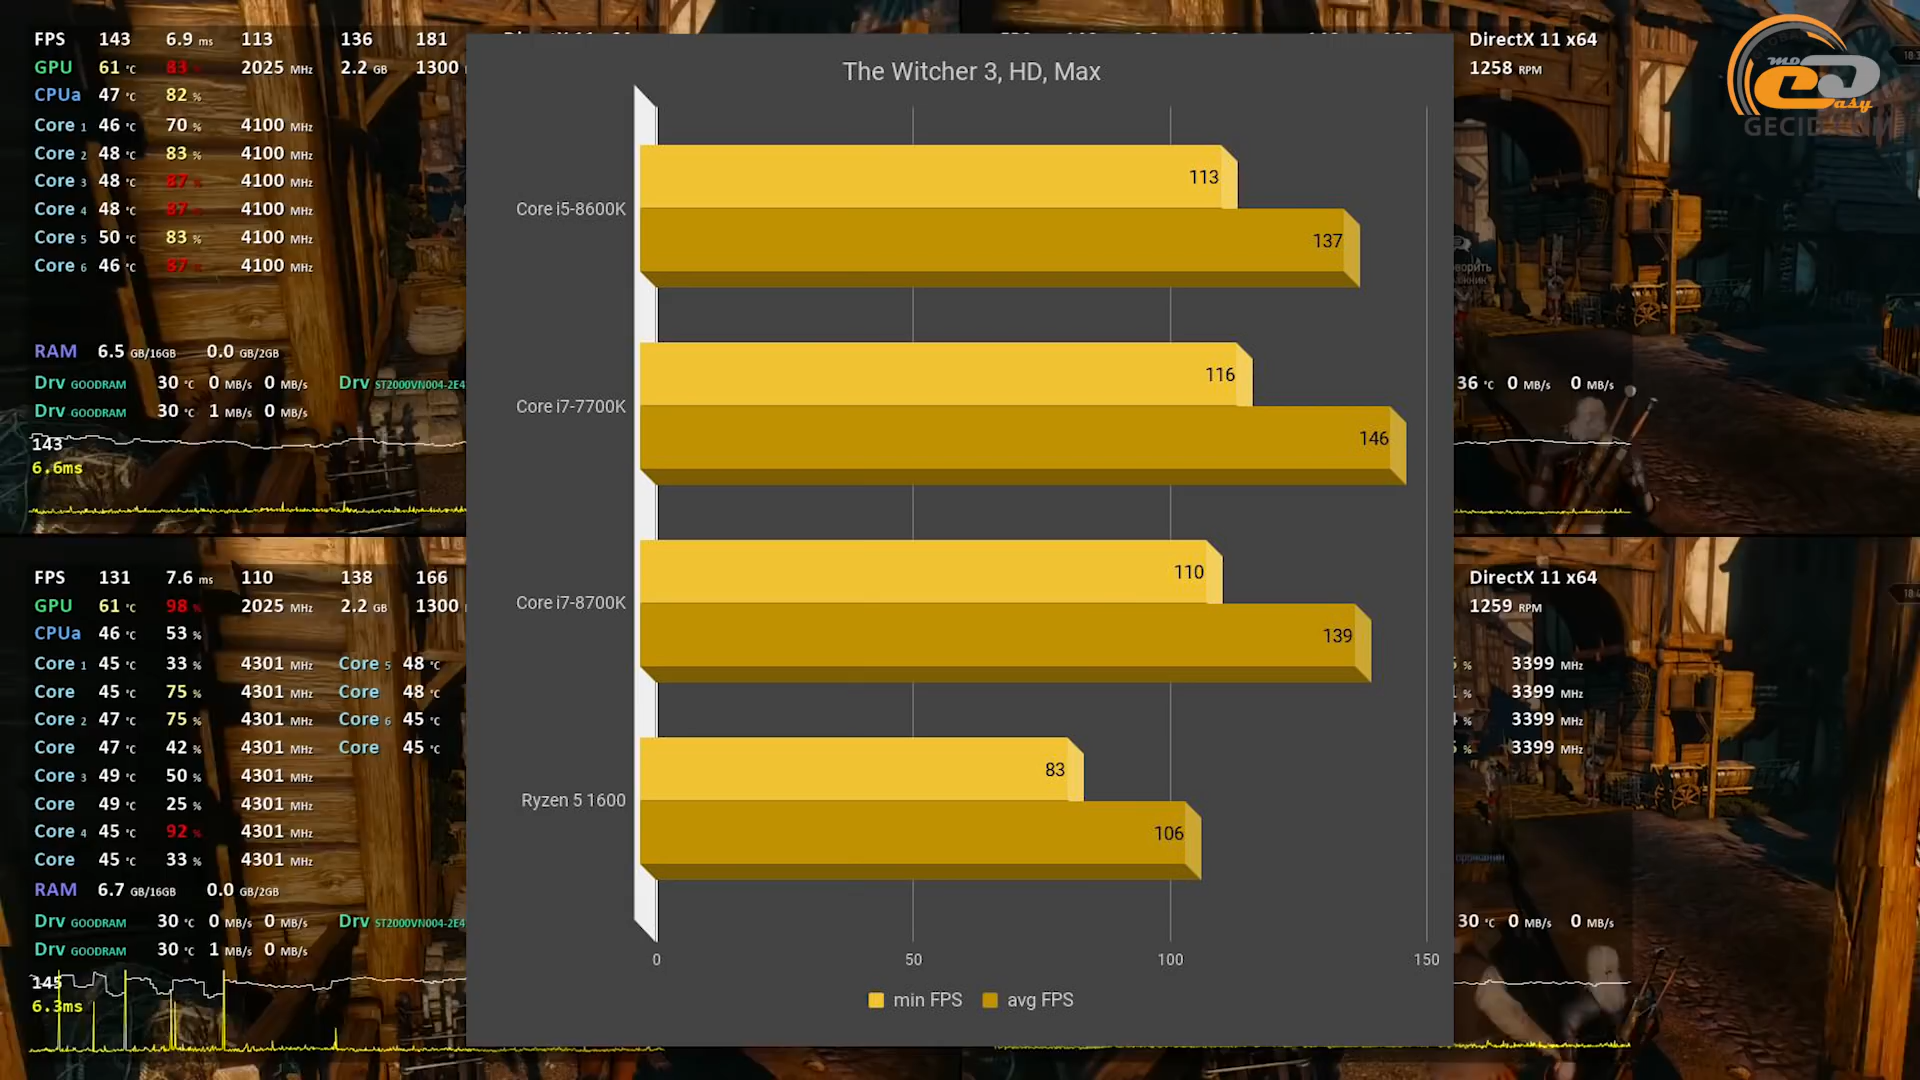 FPS 143 6.9 ms 113 136 181
GPU 61 °C 83 % 2025 MHz 2.2 GB 1300
CPUa 47 °C 82 %
Core 1 46 °C 70 % 4100 MHz
Core 2 48 °C 83 % 4100 MHz
Core 3 48 °C 87 % 4100 MHz
Core 4 48 °C 87 % 4100 MHz
Core 5 50 °C 83 % 4100 MHz
Core 6 46 °C 87 % 4100 MHz
RAM 6.5 GB/16GB 0.0 GB/2GB
Drv GOODRAM 30 °C 0 MB/s 0 MB/s Drv ST2000VN004-2E4
Drv GOODRAM 30 °C 1 MB/s 0 MB/s
143
6.6ms
The Witcher 3, HD, Max
Core i5-8600K
113
137
Core i7-7700K
116
146
Core i7-8700K
110
139
Ryzen 5 1600
83
106
0 50 100 150
min FPS avg FPS
DirectX 11 x64
1258 RPM
GECID.COM
36 °C 0 MB/s 0 MB/s
FPS 131 7.6 ms 110 138 166
GPU 61 °C 98 % 2025 MHz 2.2 GB 1300
CPUa 46 °C 53 %
Core 1 45 °C 33 % 4301 MHz Core 5 48 °C
Core 45 °C 75 % 4301 MHz Core 48 °C
Core 2 47 °C 75 % 4301 MHz Core 6 45 °C
Core 47 °C 42 % 4301 MHz Core 45 °C
Core 3 49 °C 50 % 4301 MHz
Core 49 °C 25 % 4301 MHz
Core 4 45 °C 92 % 4301 MHz
Core 45 °C 33 % 4301 MHz
RAM 6.7 GB/16GB 0.0 GB/2GB
Drv GOODRAM 30 °C 0 MB/s 0 MB/s Drv ST2000VN004-2E4
Drv GOODRAM 30 °C 1 MB/s 0 MB/s
145
6.3ms
DirectX 11 x64
1259 RPM
% 3399 MHz
% 3399 MHz
% 3399 MHz
% 3399 MHz
30 °C 0 MB/s 0 MB/s